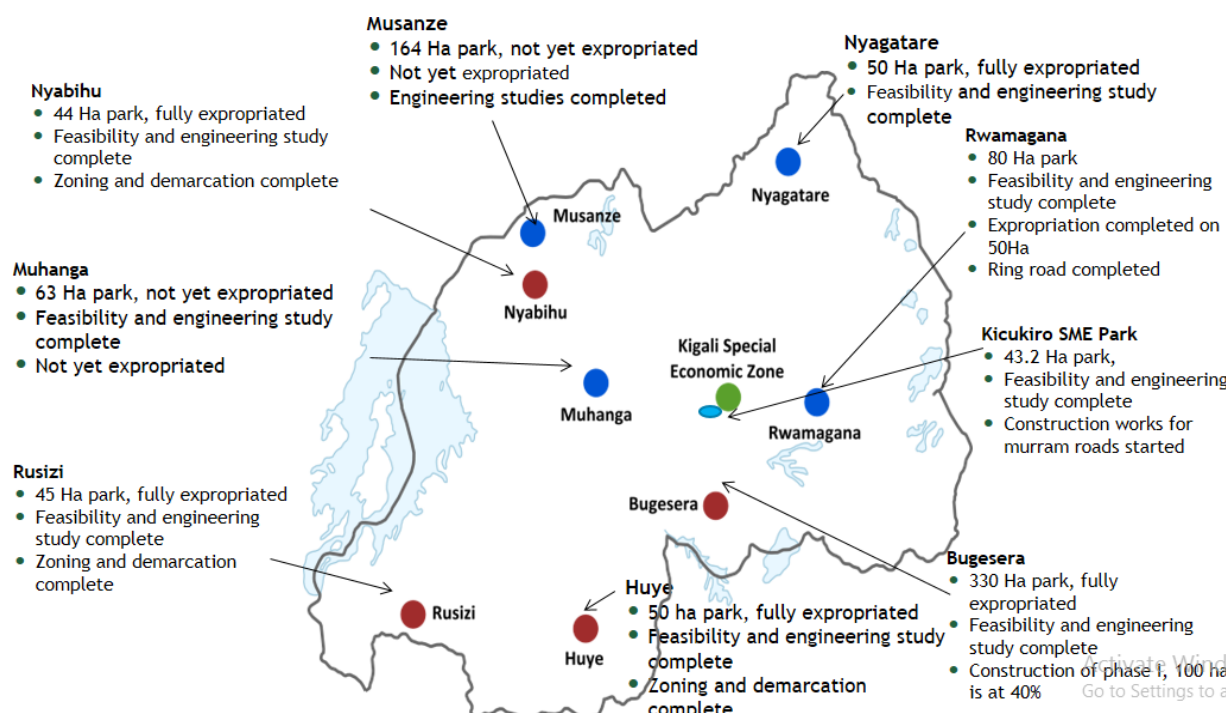 Musanze
• 164 Ha park, not yet expropriated
• Not yet expropriated
• Engineering studies completed
Nyagatare
• 50 Ha park, fully expropriated
• Feasibility and engineering study
complete
Nyabihu
• 44 Ha park, fully expropriated
• Feasibility and engineering study
complete
• Zoning and demarcation complete
Rwamagana
• 80 Ha park
• Feasibility and engineering
study complete
• Expropriation completed on
50Ha
• Ring road completed
Muhanga
• 63 Ha park, not yet expropriated
• Feasibility and engineering study
complete
• Not yet expropriated
Kicukiro SME Park
• 43.2 Ha park,
• Feasibility and engineering
study complete
• Construction works for
murram roads started
Rusizi
• 45 Ha park, fully expropriated
• Feasibility and engineering
study complete
• Zoning and demarcation
complete
Huye
• 50 ha park, fully expropriated
• Feasibility and engineering study
complete
• Zoning and demarcation
complete
Bugesera
• 330 Ha park, fully
expropriated
• Feasibility and engineering
study complete
• Construction of phase I, 100 ha
is at 40%
Musanze
Nyagatare
Nyabihu
Kigali Special
Economic Zone
Muhanga
Rwamagana
Bugesera
Rusizi
Huye
Activate Wind
Go to Settings to a